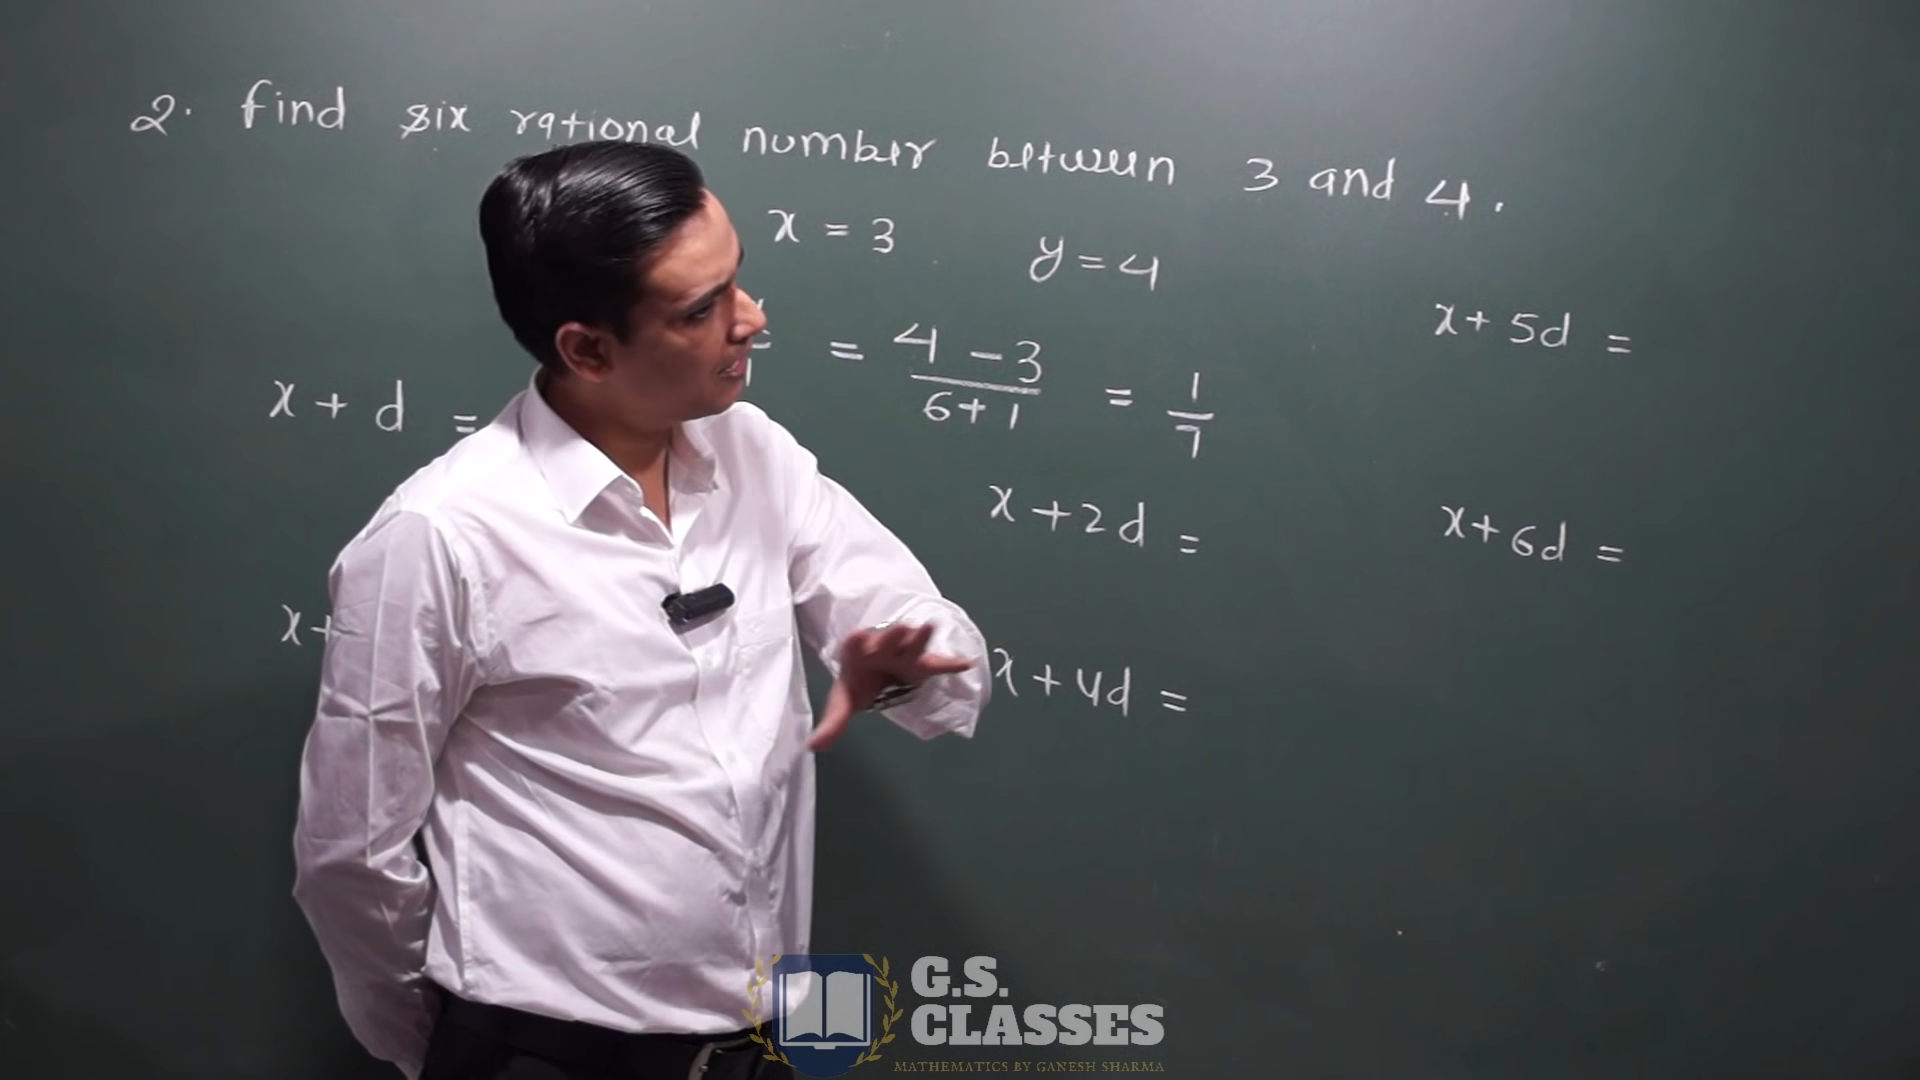 2. find six rational number between 3 and 4.
x = 3 y = 4
= 4 - 3 / 6 + 1 = 1 / 7
x + d =
x + 2d =
x +
x + 4d =
x + 5d =
x + 6d =
G.S.
CLASSES
MATHEMATICS BY GANESH SHARMA